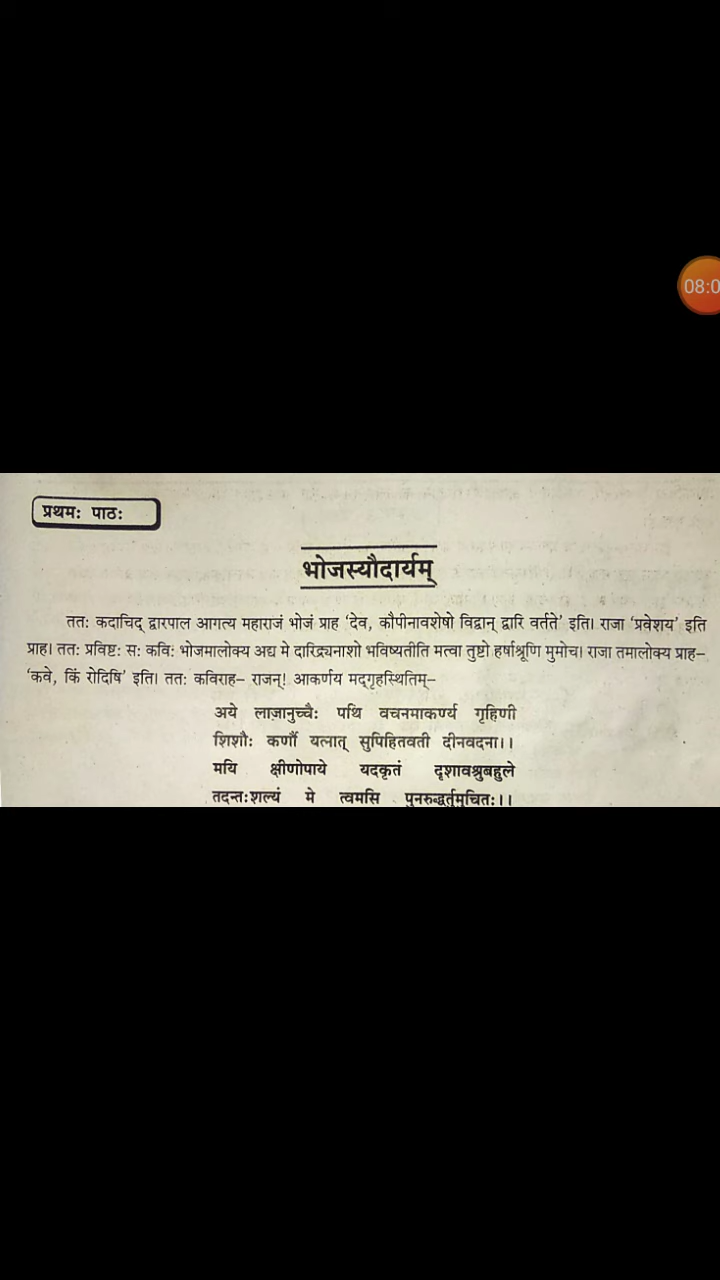 08:0
प्रथमः पाठः
भोजस्यौदार्यम्
ततः कदाचिद् द्वारपाल आगत्य महाराजं भोजं प्राह ‘देव, कौपीनावशेषो विद्वान् द्वारि वर्तते’ इति। राजा ‘प्रवेशय’ इति
प्राह। ततः प्रविष्टः सः कविः भोजमालोक्य अद्य मे दारिद्र्यनाशो भविष्यतीति मत्वा तुष्टो हर्षाश्रूणि मुमोच। राजा तमालोक्य प्राह–
‘कवे, किं रोदिषि’ इति। ततः कविराह– राजन्! आकर्णय मद्गृहस्थितिम्–
अये लाज़ानुच्चैः पथि वचनमाकर्ण्य गृहिणी
शिशोः कर्णौ यत्नात् सुपिहितवती दीनवदना।।
मयि क्षीणोपाये यदकृतं दृशावश्रुबहुले
तदन्तःशल्यं मे त्वमसि पुनरुद्धर्तुमुचितः।।